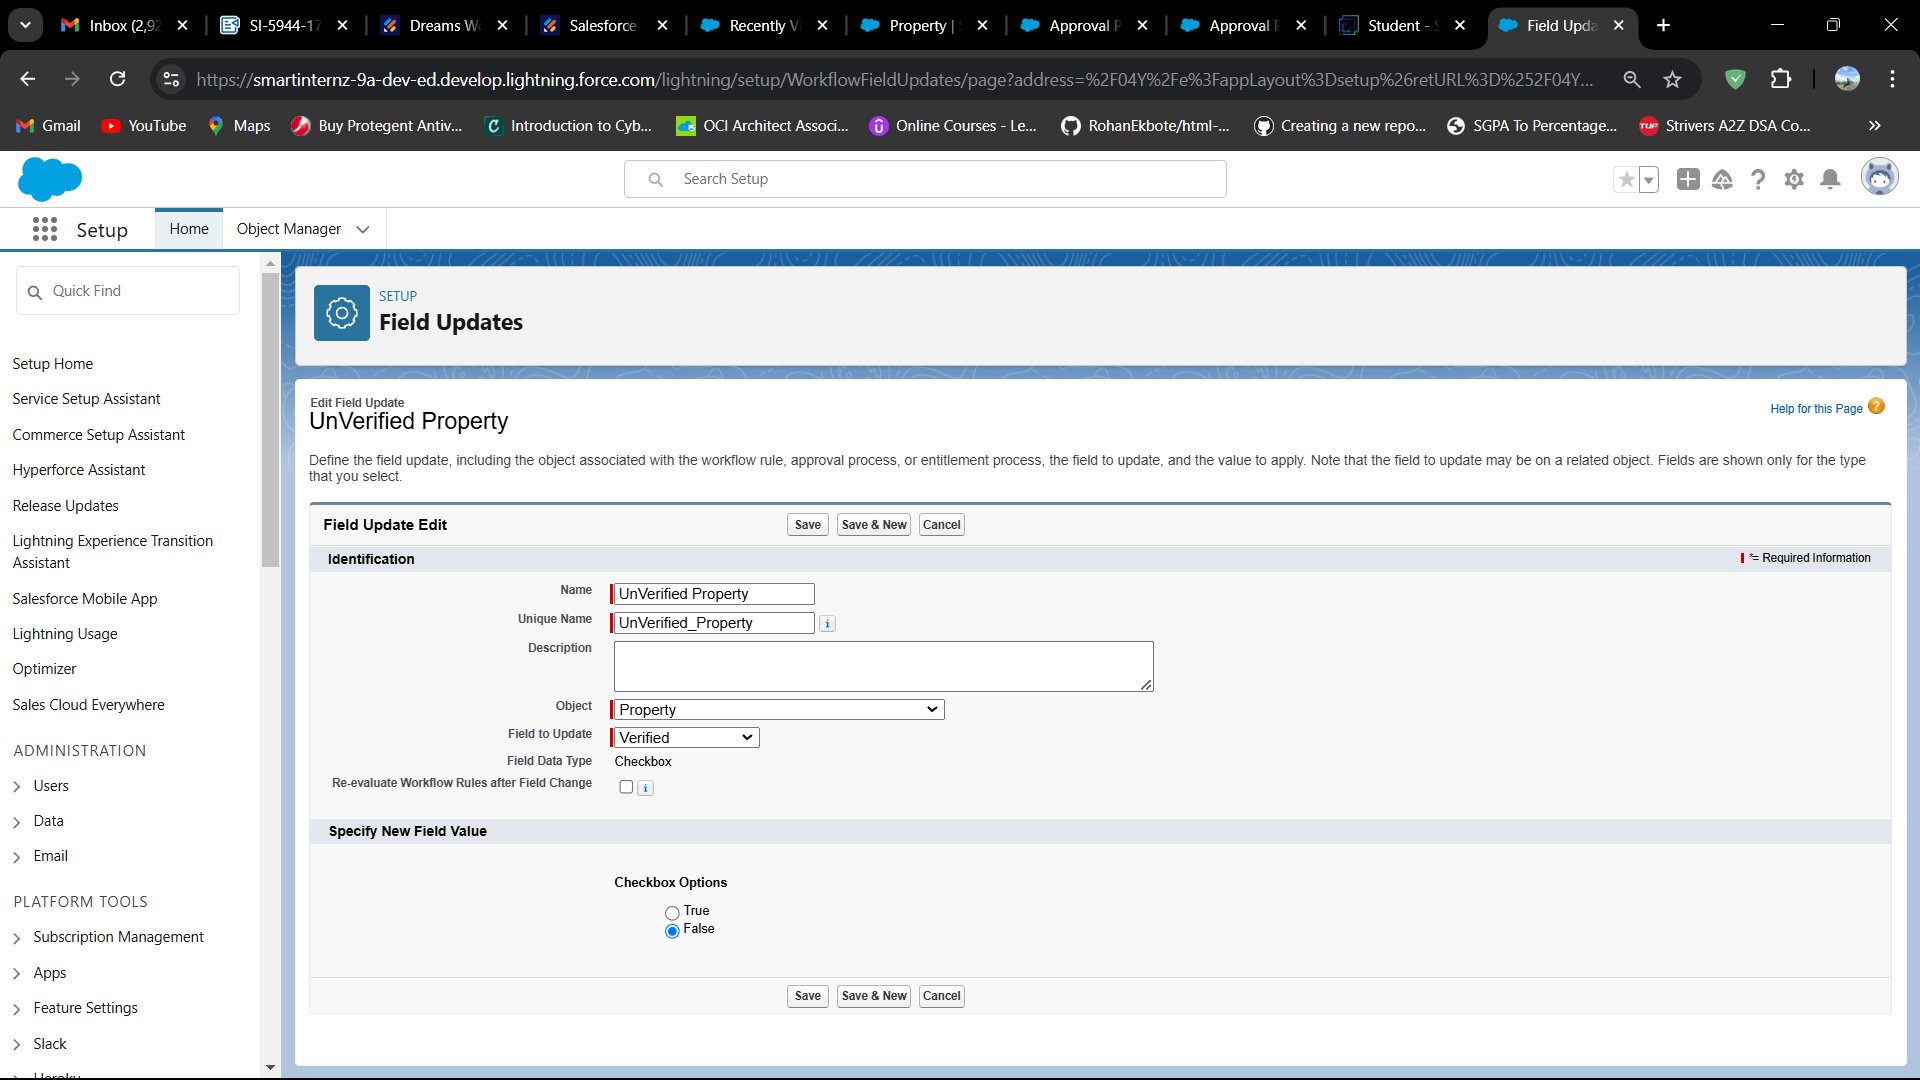 Inbox (2,92
SI-5944-17
Dreams W
Salesforce
Recently V
Property |
Approval P
Approval P
Student -
Field Upda
https://smartinternz-9a-dev-ed.develop.lightning.force.com/lightning/setup/WorkflowFieldUpdates/page?address=%2F04Y%2Fe%3FappLayout%3Dsetup%26retURL%3D%252F04Y...
Gmail
YouTube
Maps
Buy Protegent Antiv...
Introduction to Cyb...
OCI Architect Associ...
Online Courses - Le...
RohanEkbote/html-...
Creating a new repo...
SGPA To Percentage...
Strivers A2Z DSA Co...
Search Setup
Setup
Home
Object Manager
Quick Find
Setup Home
Service Setup Assistant
Commerce Setup Assistant
Hyperforce Assistant
Release Updates
Lightning Experience Transition
Assistant
Salesforce Mobile App
Lightning Usage
Optimizer
Sales Cloud Everywhere
ADMINISTRATION
Users
Data
Email
PLATFORM TOOLS
Subscription Management
Apps
Feature Settings
Slack
Heroku
SETUP
Field Updates
Edit Field Update
UnVerified Property
Help for this Page
Define the field update, including the object associated with the workflow rule, approval process, or entitlement process, the field to update, and the value to apply. Note that the field to update may be on a related object. Fields are shown only for the type
that you select.
Field Update Edit
Save
Save & New
Cancel
Identification
* = Required Information
Name
UnVerified Property
Unique Name
UnVerified_Property
Description
Object
Property
Field to Update
Verified
Field Data Type
Checkbox
Re-evaluate Workflow Rules after Field Change
Specify New Field Value
Checkbox Options
True
False
Save
Save & New
Cancel